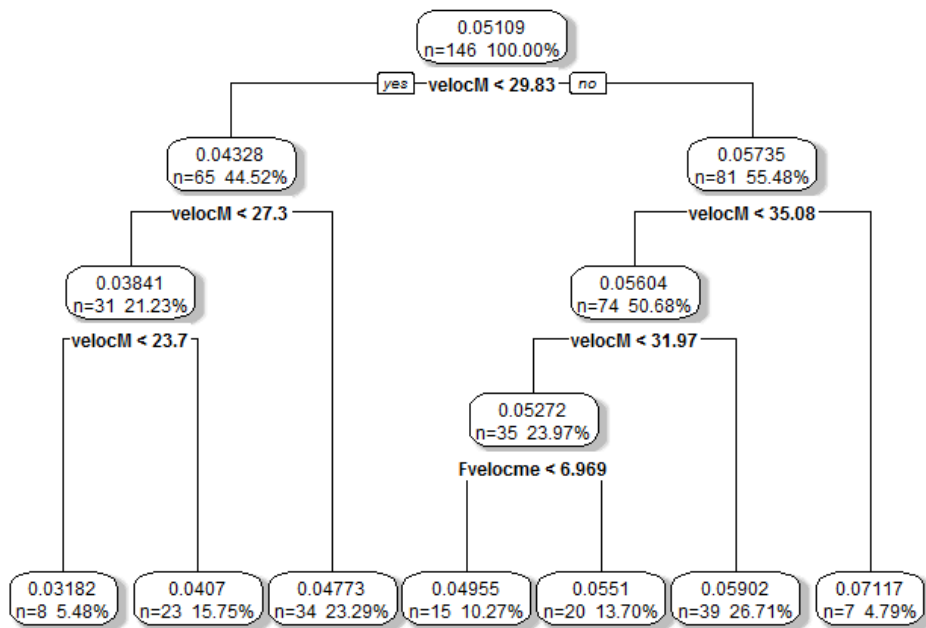 0.05109
n=146 100.00%
yes velocM < 29.83 no
0.04328
n=65 44.52%
0.05735
n=81 55.48%
velocM < 27.3
velocM < 35.08
0.03841
n=31 21.23%
0.05604
n=74 50.68%
velocM < 23.7
velocM < 31.97
0.05272
n=35 23.97%
Fvelocme < 6.969
0.03182
n=8 5.48%
0.0407
n=23 15.75%
0.04773
n=34 23.29%
0.04955
n=15 10.27%
0.0551
n=20 13.70%
0.05902
n=39 26.71%
0.07117
n=7 4.79%